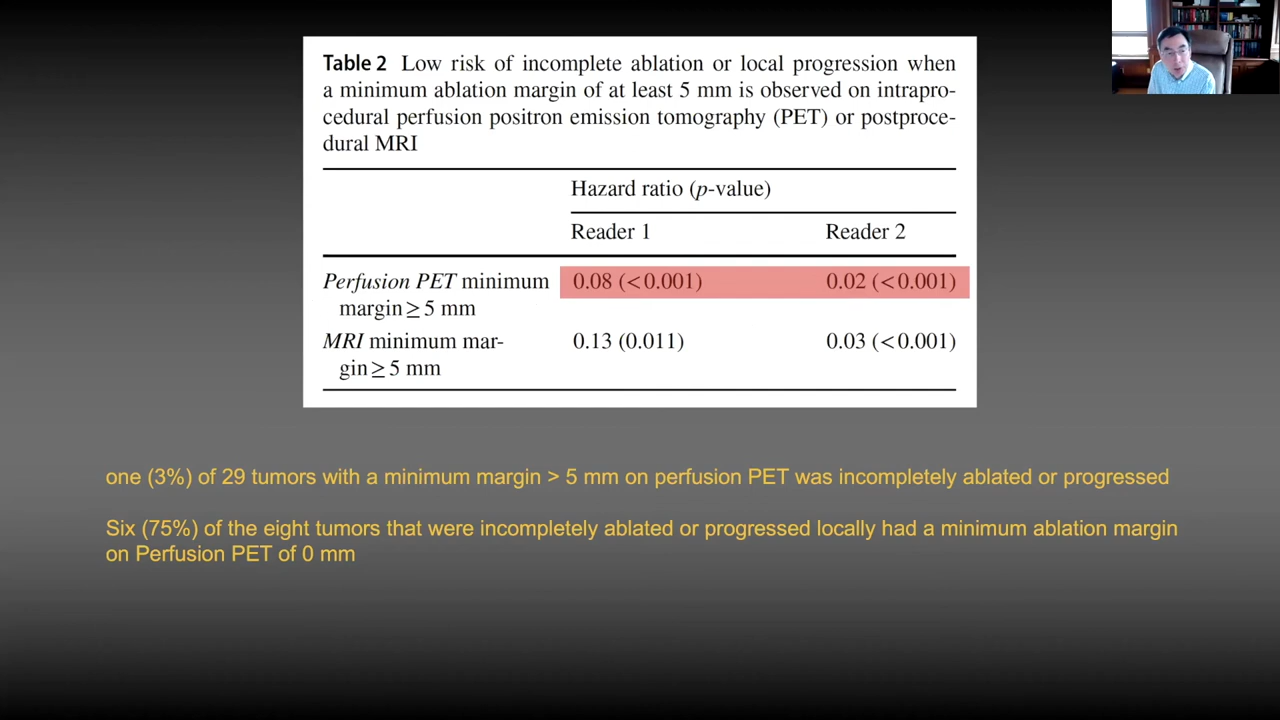 Table 2 Low risk of incomplete ablation or local progression when
a minimum ablation margin of at least 5 mm is observed on intrapro-
cedural perfusion positron emission tomography (PET) or postproce-
dural MRI
Hazard ratio (p-value)
Reader 1 Reader 2
Perfusion PET minimum 0.08 (<0.001) 0.02 (<0.001)
margin ≥ 5 mm
MRI minimum mar- 0.13 (0.011) 0.03 (<0.001)
gin ≥ 5 mm
one (3%) of 29 tumors with a minimum margin > 5 mm on perfusion PET was incompletely ablated or progressed
Six (75%) of the eight tumors that were incompletely ablated or progressed locally had a minimum ablation margin
on Perfusion PET of 0 mm